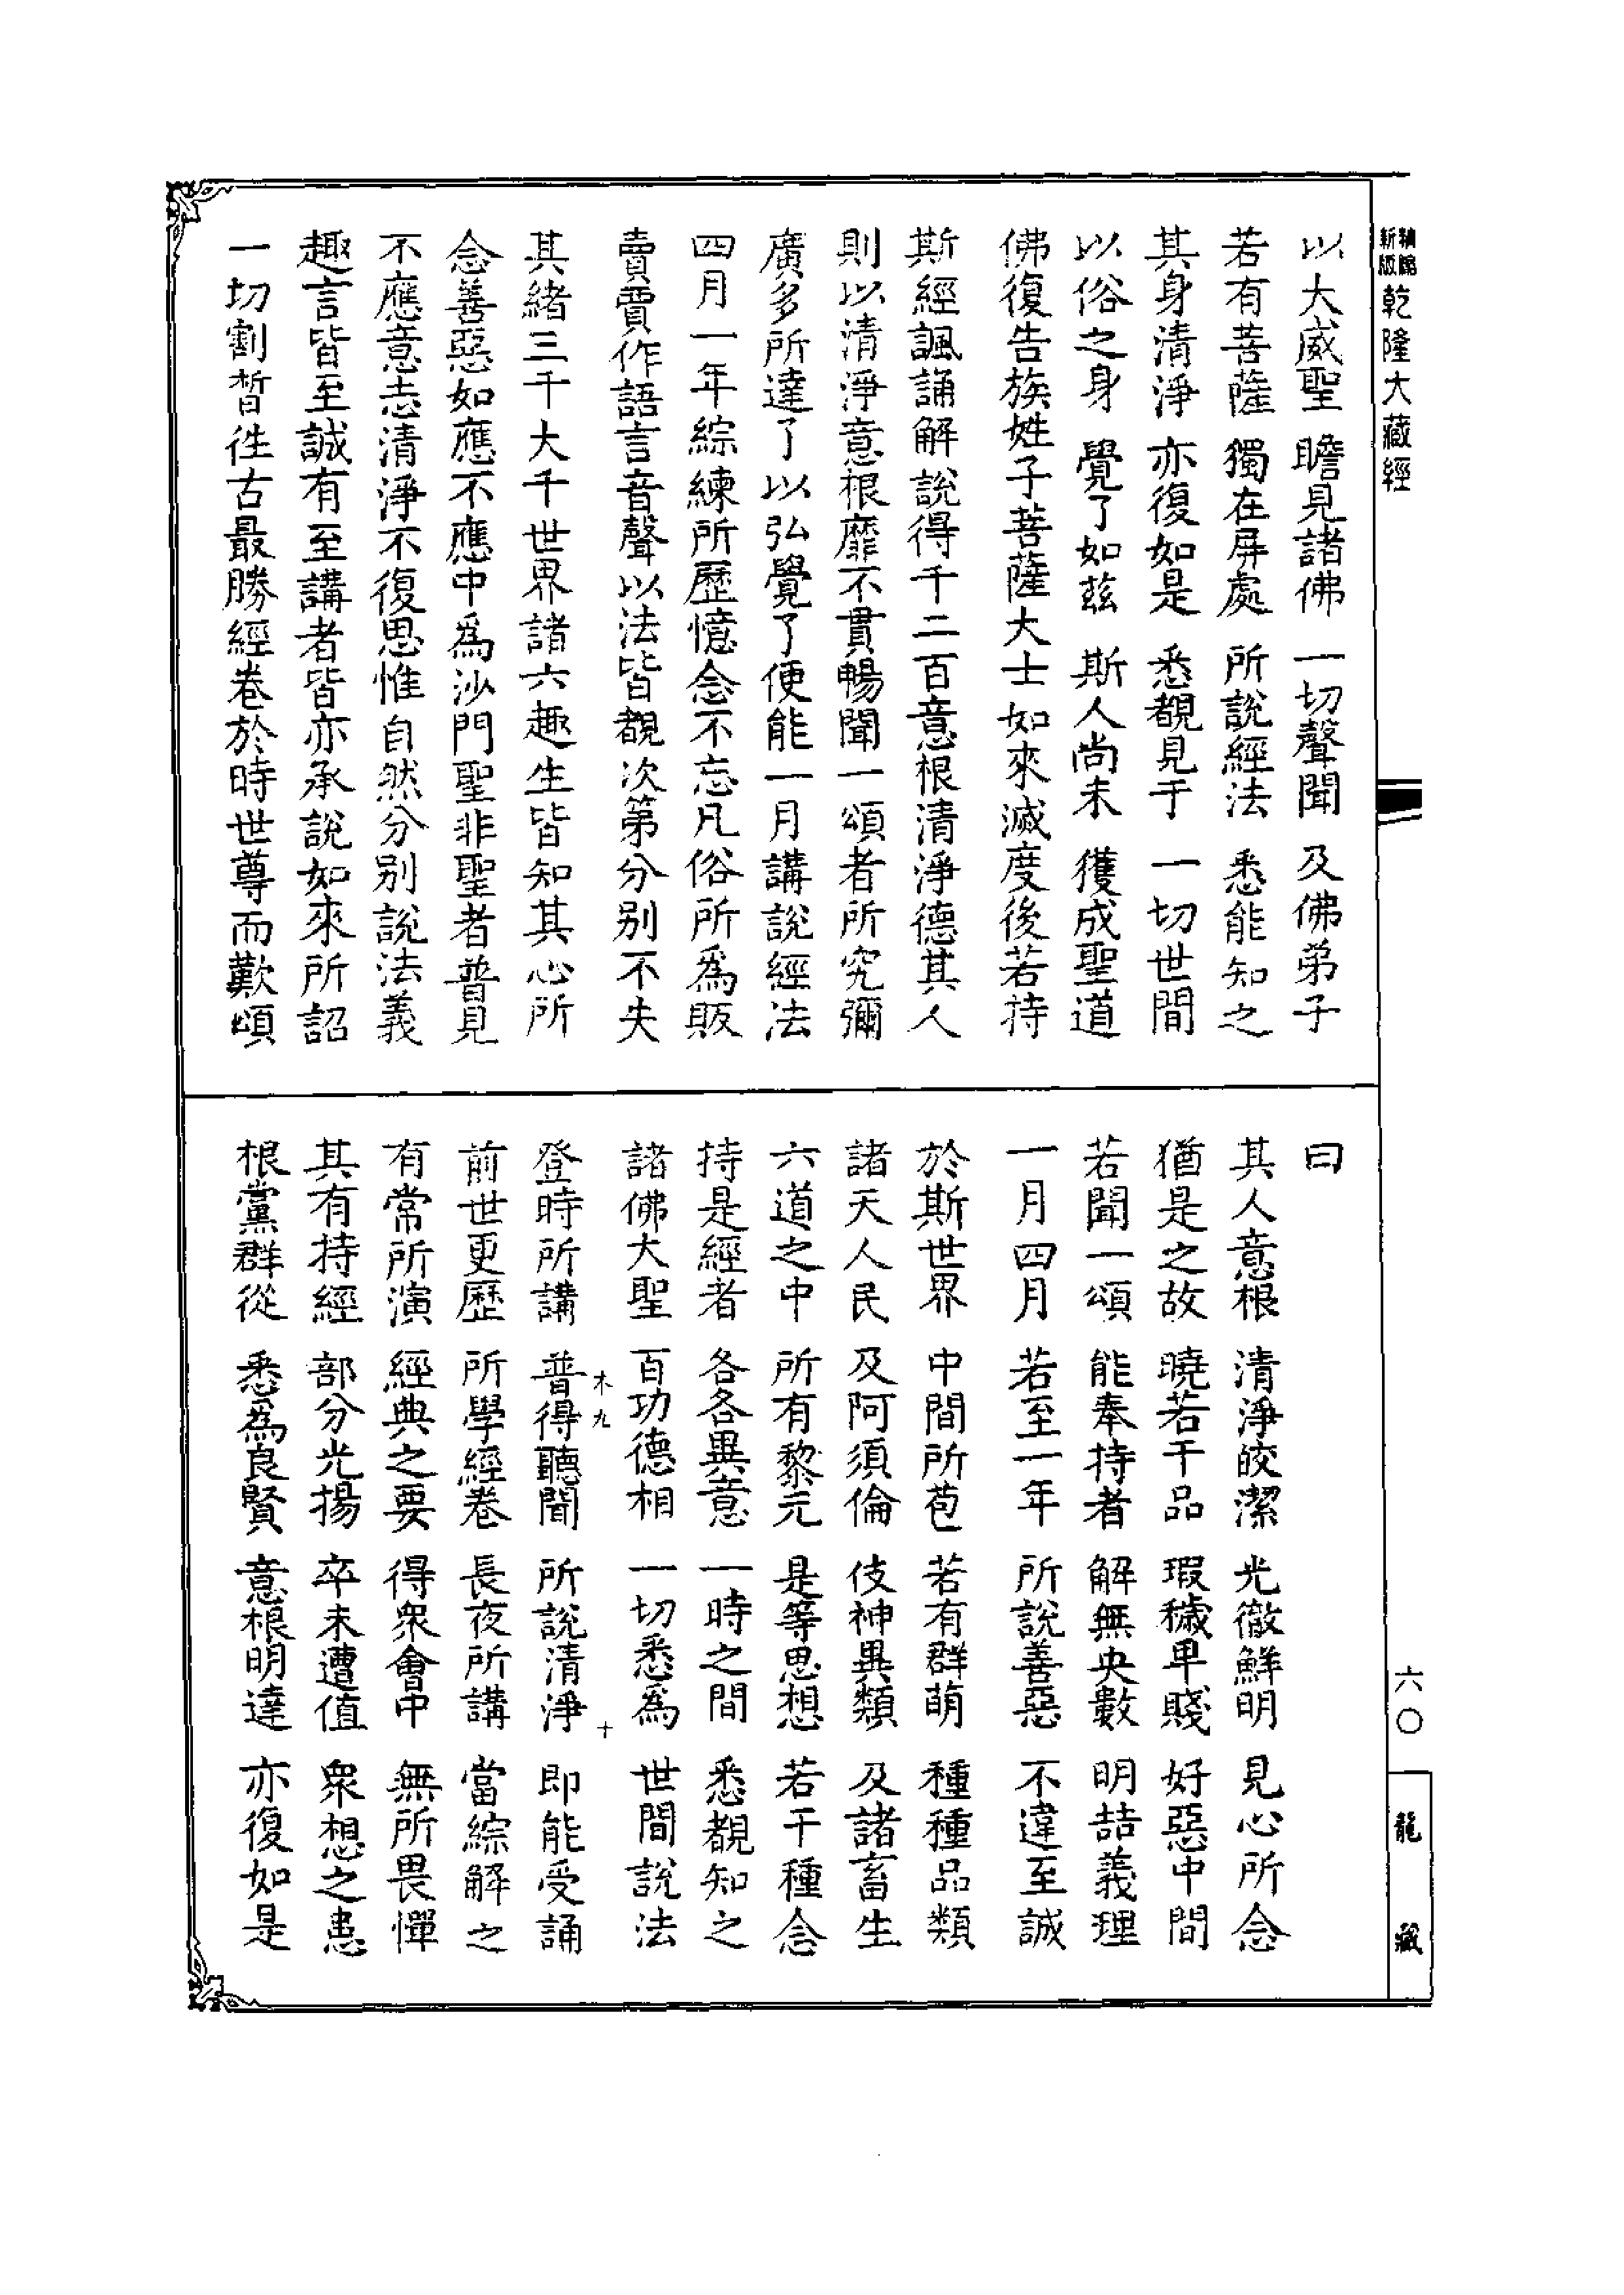 新版
乾隆大藏經
以大威聖　瞻見諸佛　一切聲聞　及佛弟子
若有菩薩　獨在屏處　所說經法　悉能知之
其身清淨　亦復如是　悉覩見于　一切世間
以俗之身　覺了如茲　斯人尚未　獲成聖道
佛復告族姓子菩薩大士如來滅度後若持
斯經諷誦解說得千二百意根清淨德其人
則以清淨意根靡不貫暢聞一頌者所究彌
廣多所達了以弘覺了便能一月講說經法
四月一年綜練所歷憶念不忘凡俗所為販
賣賈作語言音聲以法皆覩次第分別不失
其緒三千大千世界諸六趣生皆知其心所
念善惡如應不應中為沙門聖非聖者普見
不應意志清淨不復思惟自然分別說法義
趣言皆至誠有至講者皆亦承說如來所詔
一切割晳徃古最勝經卷於時世尊而歎頌
曰
其人意根　清淨皎潔　光徹鮮明　見心所念
猶是之故　曉若干品　瑕穢卑賤　好惡中間
若聞一頌　能奉持者　解無央數　明喆義理
一月四月　若至一年　所說善惡　不違至誠
於斯世界　中間所苞　若有群萌　種種品類
諸天人民　及阿須倫　伎神異類　及諸畜生
六道之中　所有黎元　是等思想　若干種念
持是經者　各各異意　一時之間　悉覩知之
諸佛大聖　百功德相　一切悉為　世間說法
木九　十
登時所講　普得聽聞　所說清淨　即能受誦
前世更歷　所學經卷　長夜所講　當綜解之
有常所演　經典之要　得眾會中　無所畏憚
其有持經　部分光揚　卒未遭值　眾想之患
根黨群從　悉為良賢　意根明達　亦復如是
六〇
龍藏